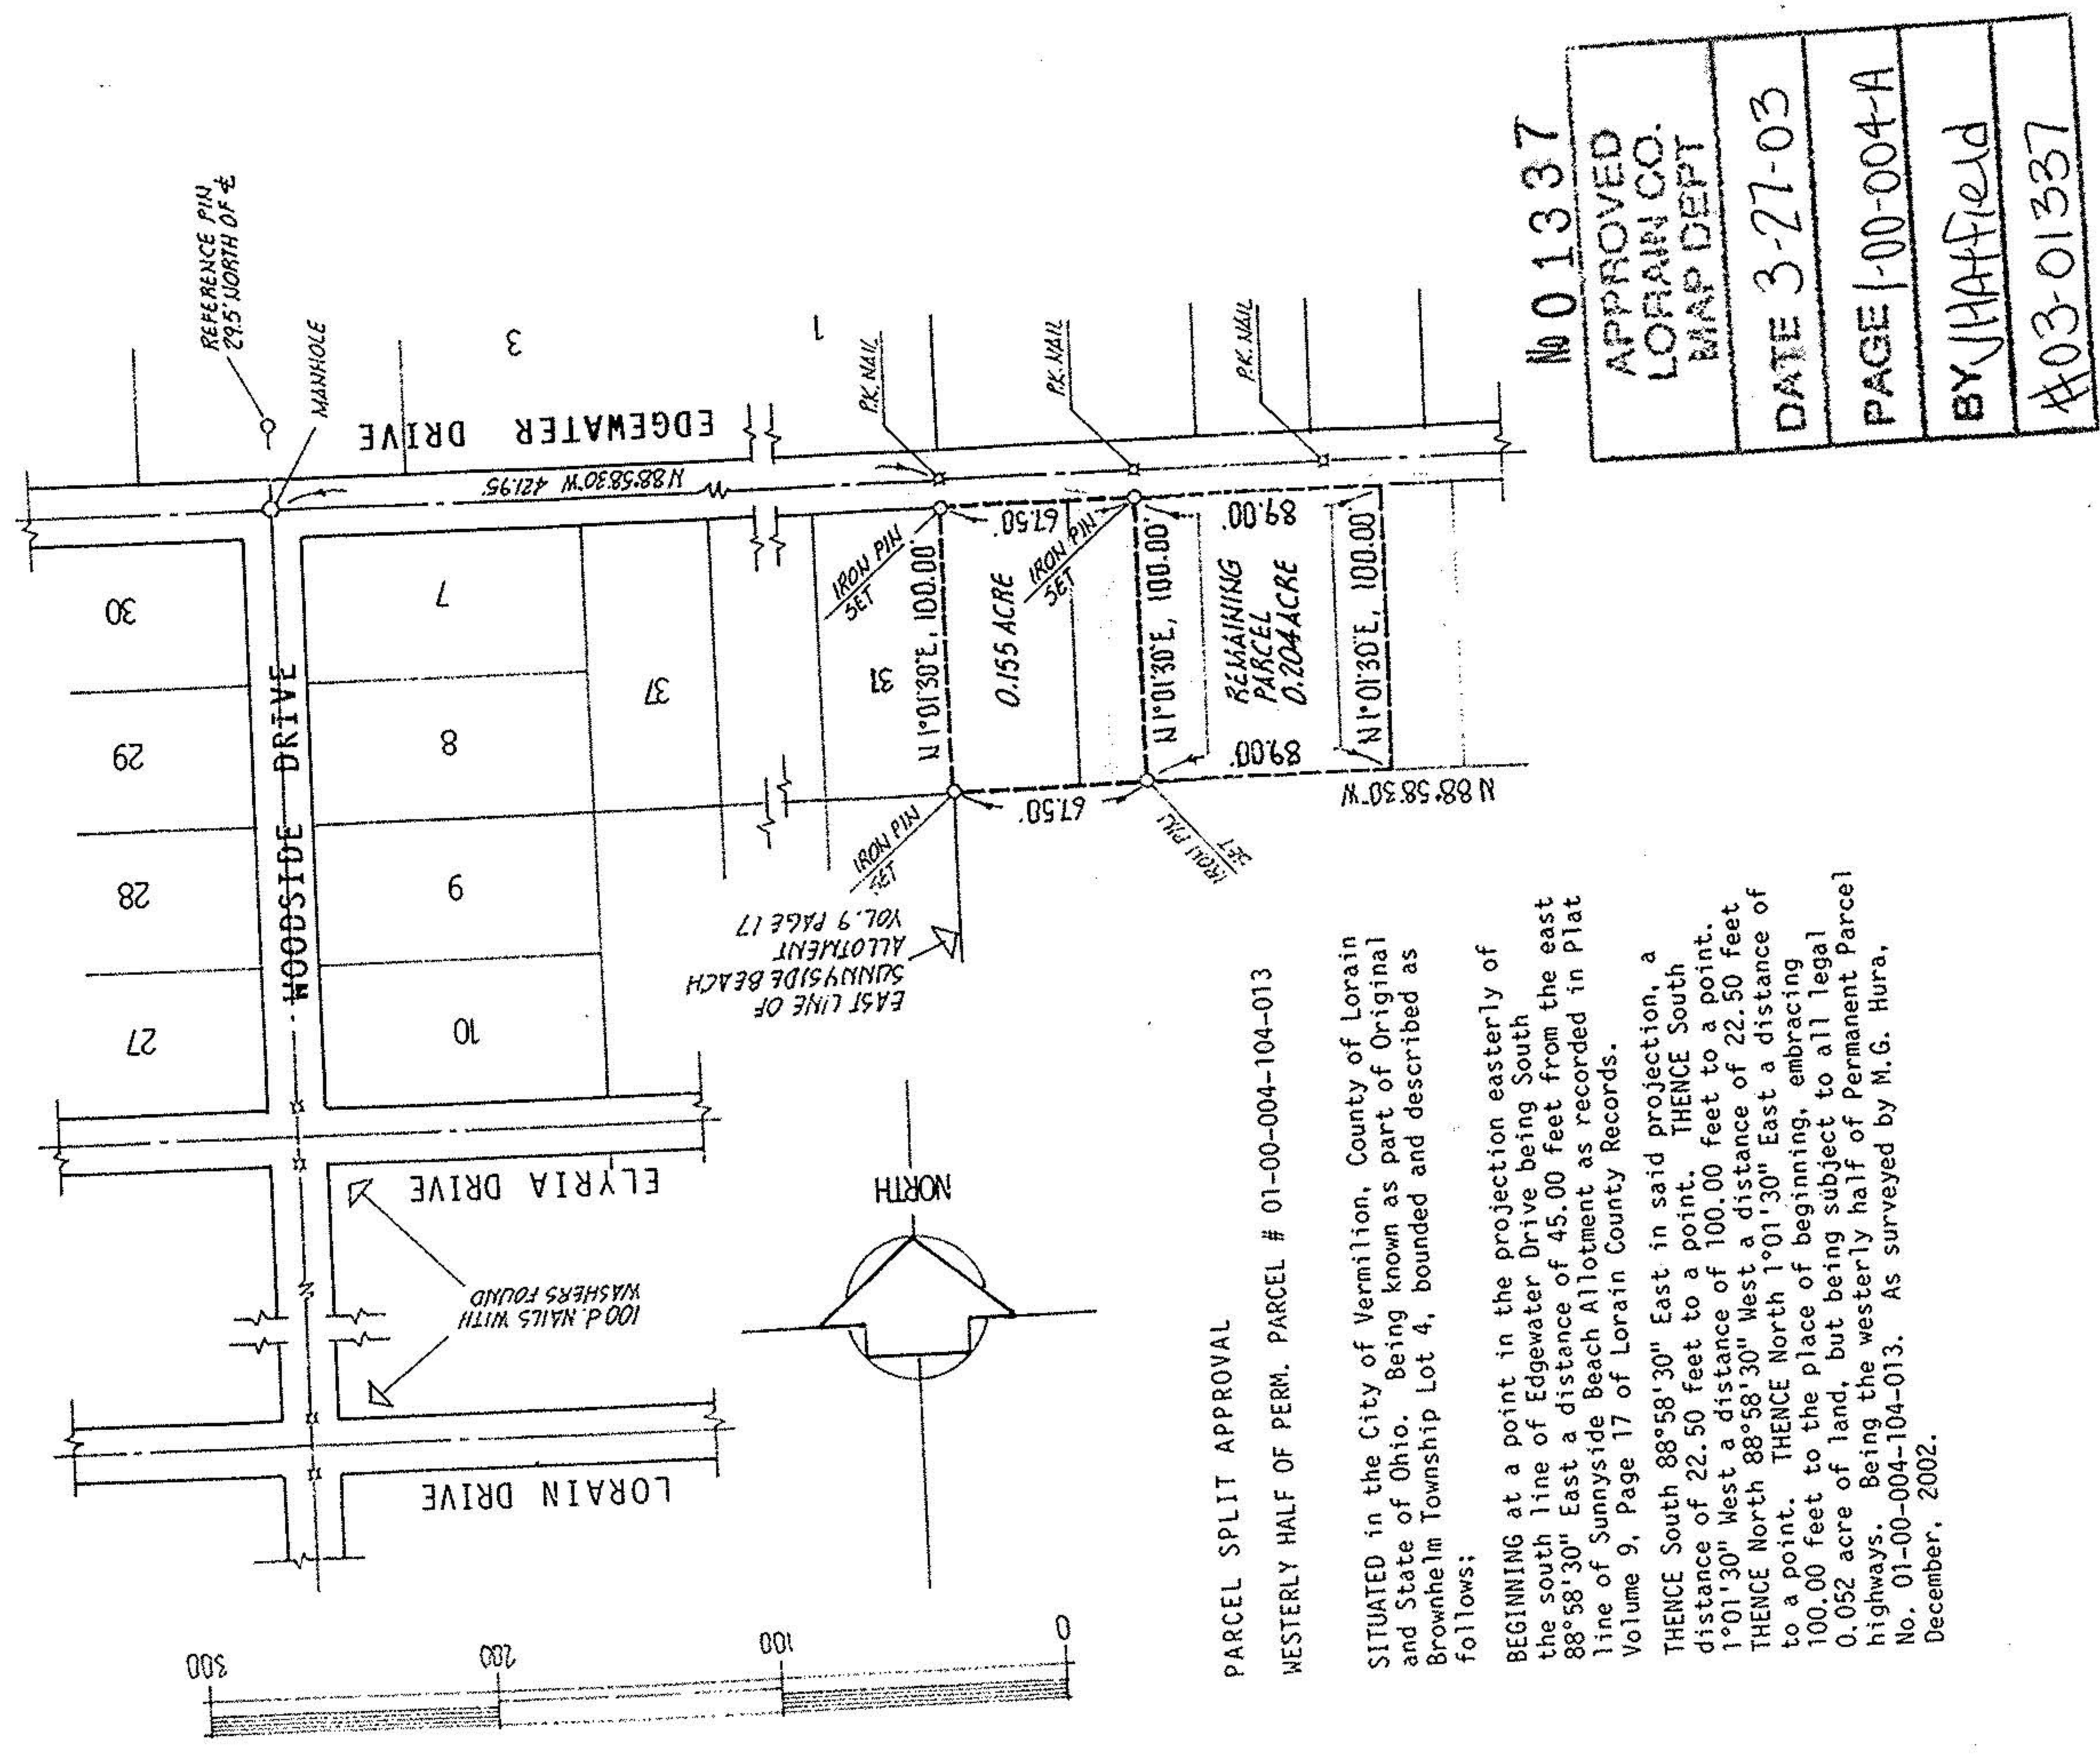 No 01337
APPROVED
LORAIN CO.
MAP DEPT
DATE 3-27-03
PAGE 1-00-004-A
BY JHAtfield
#03-01337
REFERENCE PIN
29.5' NORTH OF ℄
MANHOLE
3
1
EDGEWATER DRIVE
N88°58'30"W 421.95'
P.K. NAIL
P.K. NAIL
P.K. NAIL
30
29
28
27
WOODSIDE DRIVE
7
8
9
10
37
31
IRON PIN
SET
N 1°01'30"E, 100.00'
67.50'
0.155 ACRE
IRON PIN
SET
N 1°01'30"E, 100.00'
89.00'
REMAINING
PARCEL
0.204 ACRE
89.00'
N 1°01'30"E, 100.00'
N 88°58'30"W
67.50'
IRON PIN
SET
IRON PIN
SET
EAST LINE OF
SUNNYSIDE BEACH
ALLOTMENT
VOL. 9 PAGE 17
ELYRIA DRIVE
100 d. NAILS WITH
WASHERS FOUND
LORAIN DRIVE
NORTH
300
200
100
0
PARCEL SPLIT APPROVAL
WESTERLY HALF OF PERM. PARCEL # 01-00-004-104-013
SITUATED in the City of Vermilion, County of Lorain
and State of Ohio. Being known as part of Original
Brownhelm Township Lot 4, bounded and described as
follows;
BEGINNING at a point in the projection easterly of
the south line of Edgewater Drive being South
88°58'30" East a distance of 45.00 feet from the east
line of Sunnyside Beach Allotment as recorded in Plat
Volume 9, Page 17 of Lorain County Records.
THENCE South 88°58'30" East in said projection, a
distance of 22.50 feet to a point. THENCE South
1°01'30" West a distance of 100.00 feet to a point.
THENCE North 88°58'30" West a distance of 22.50 feet
to a point. THENCE North 1°01'30" East a distance of
100.00 feet to the place of beginning, embracing
0.052 acre of land, but being subject to all legal
highways. Being the westerly half of Permanent Parcel
No. 01-00-004-104-013. As surveyed by M.G. Hura,
December, 2002.